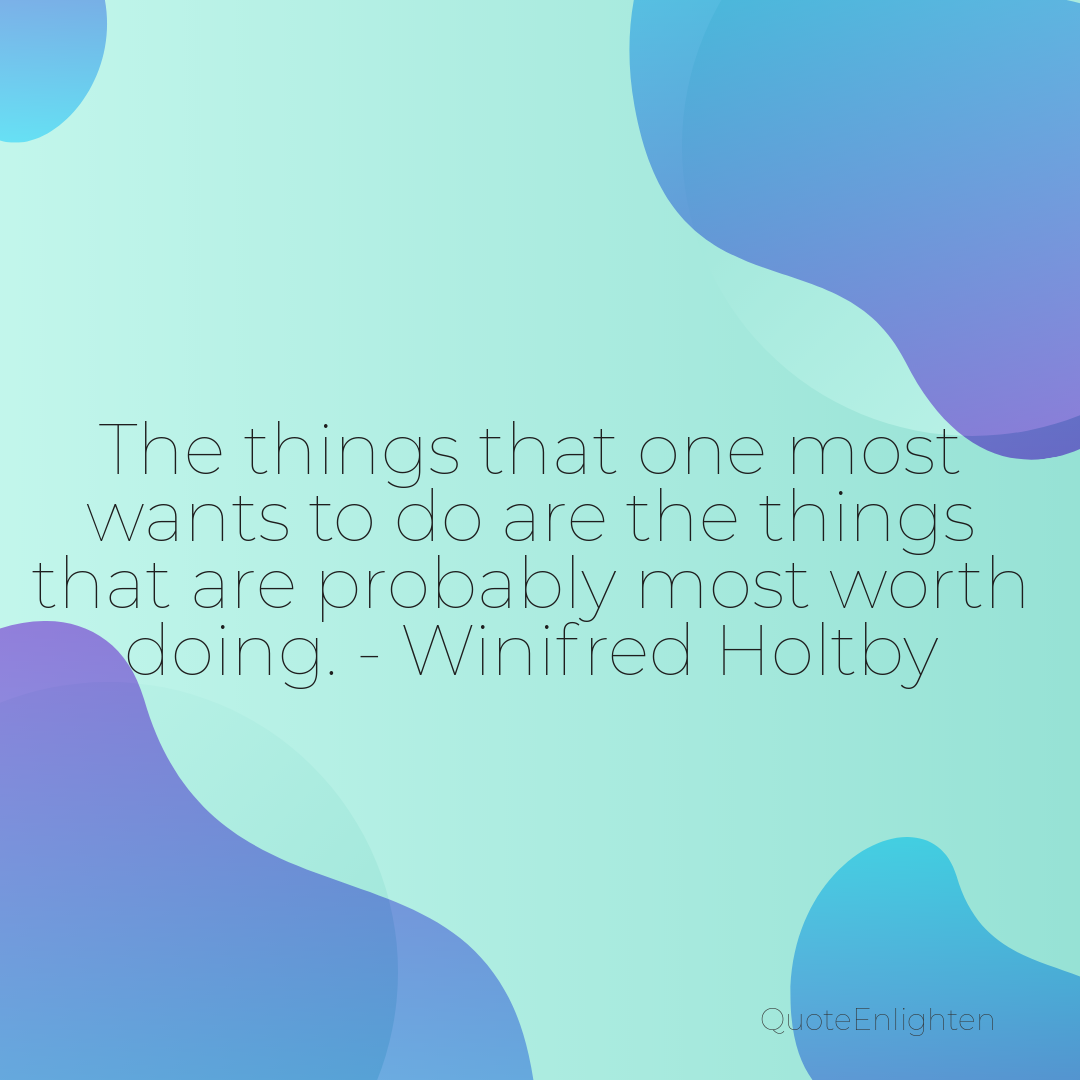 The things that one most
wants to do are the things
that are probably most worth
doing. - Winifred Holtby
QuoteEnlighten